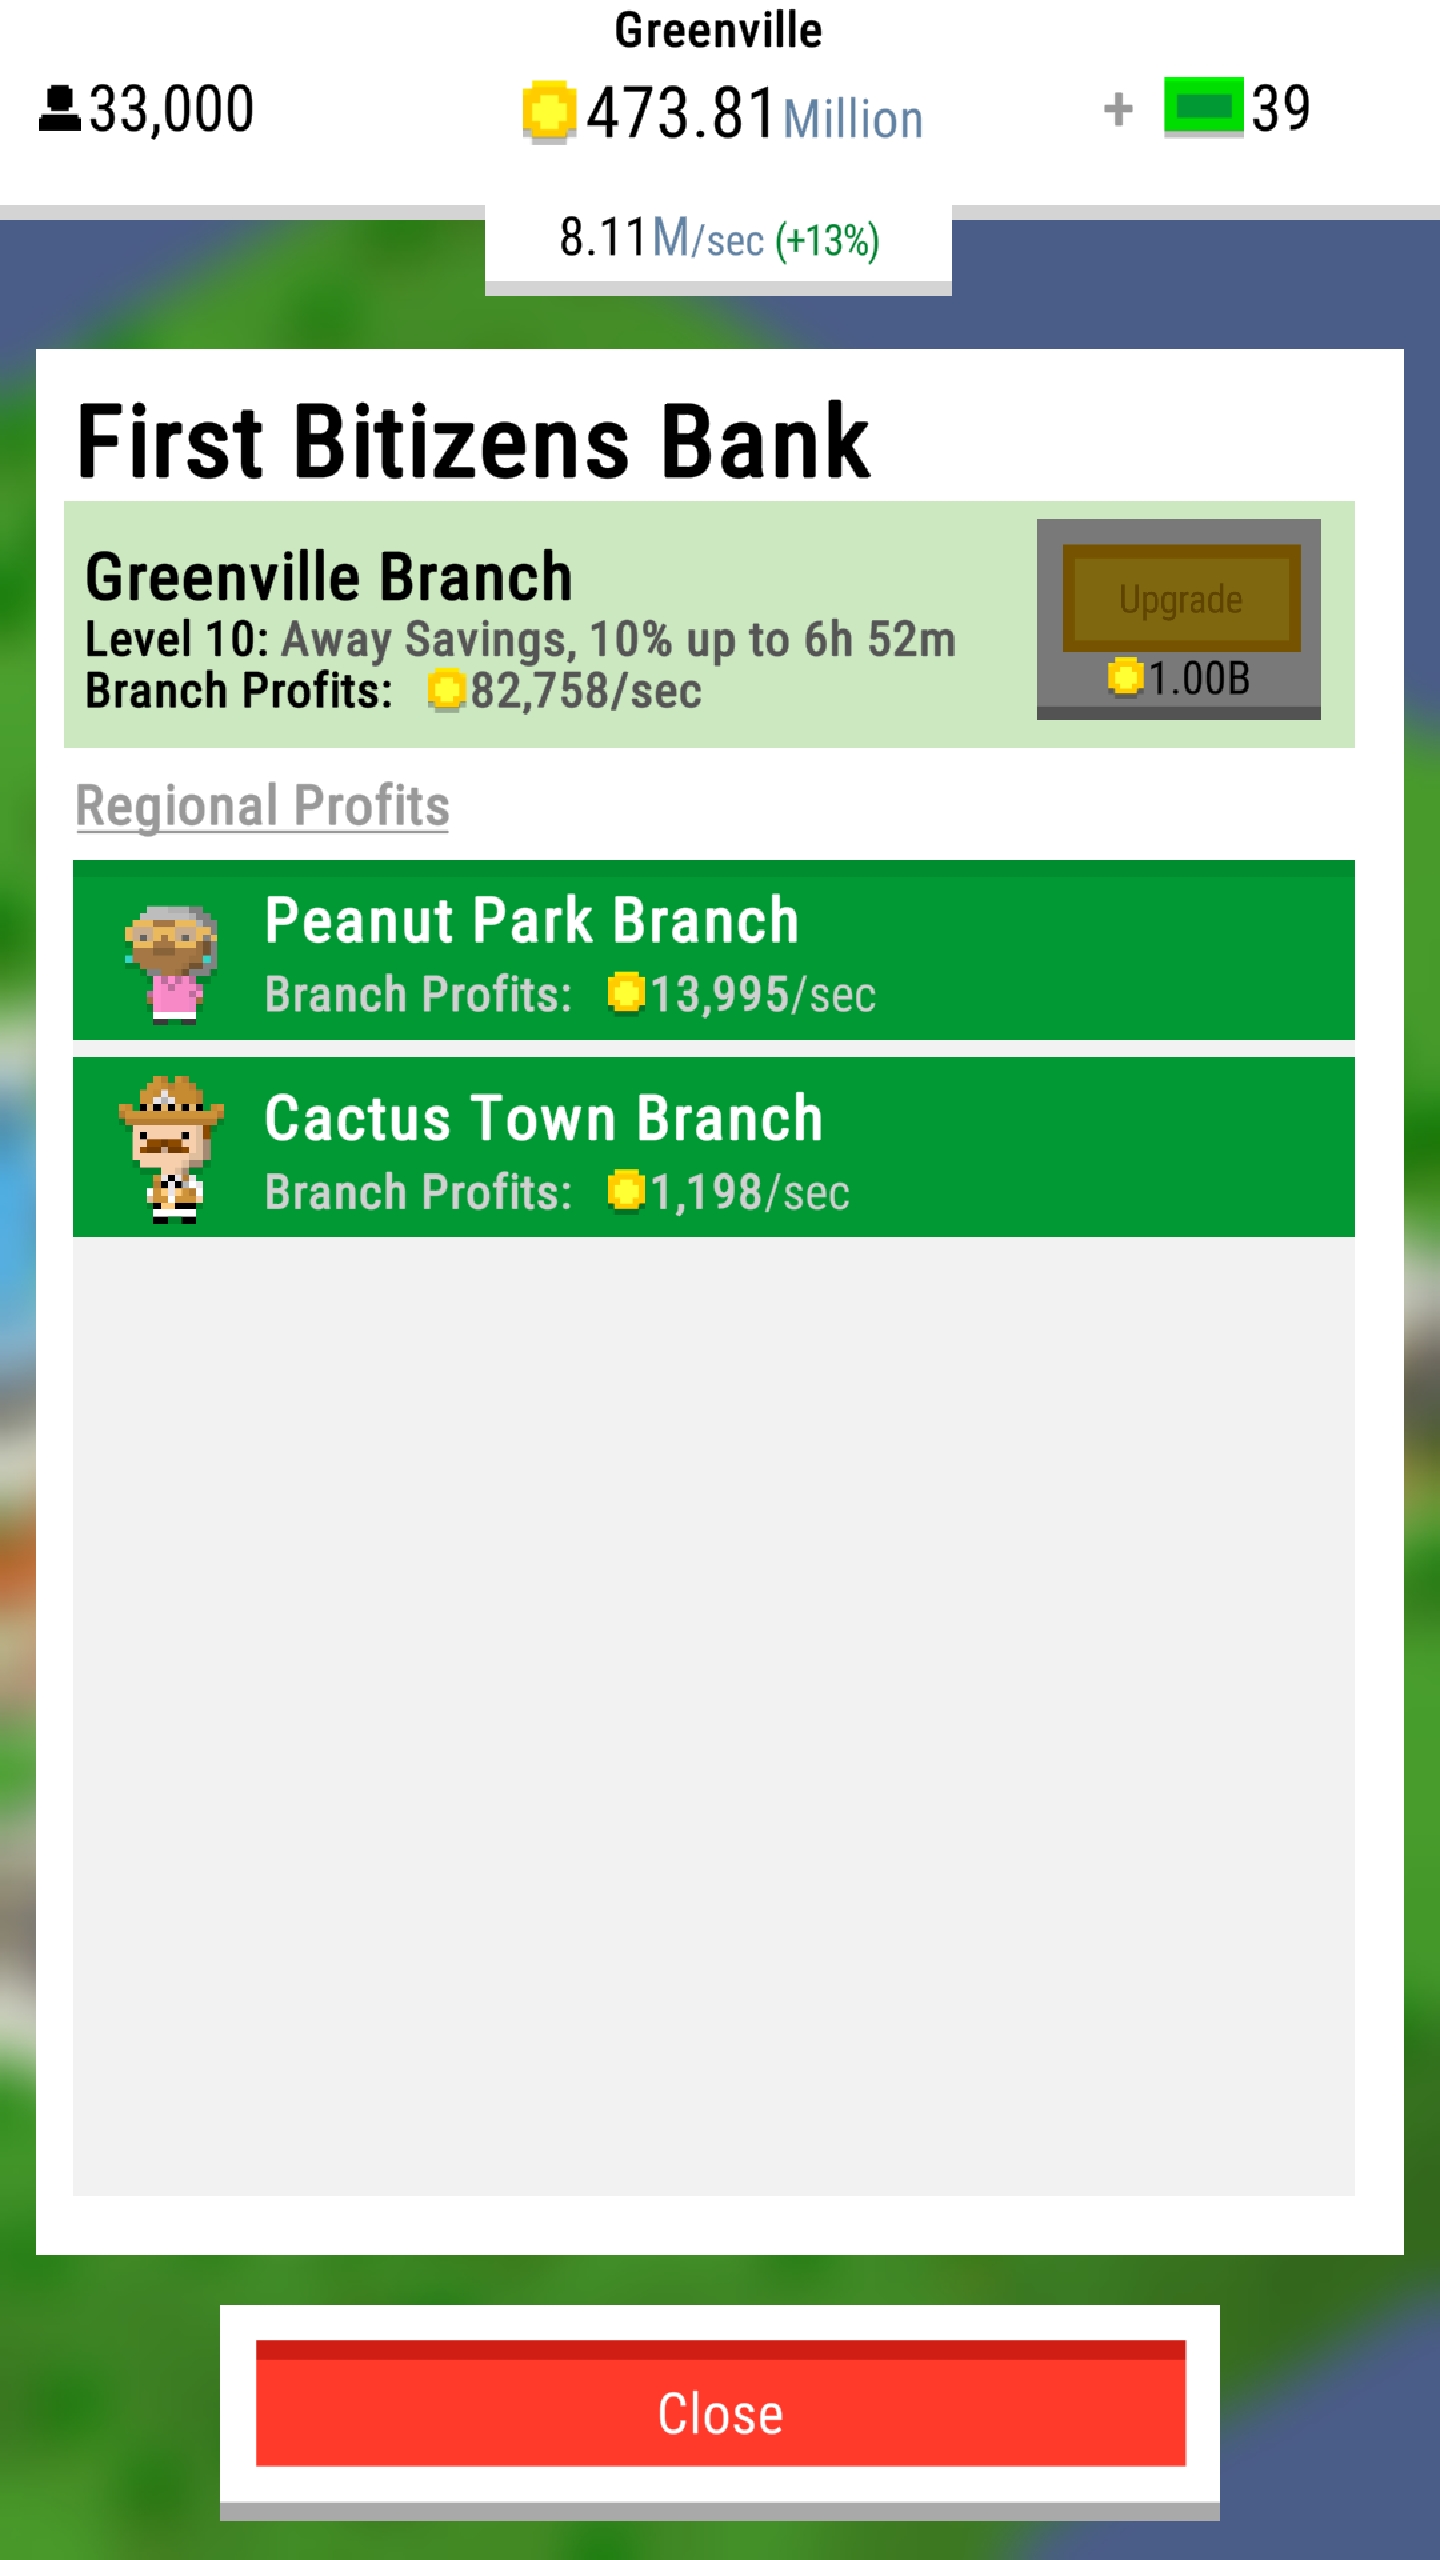 Greenville
33,000
473.81 Million
+ 39
8.11M/sec (+13%)
First Bitizens Bank
Greenville Branch
Level 10: Away Savings, 10% up to 6h 52m
Branch Profits: 82,758/sec
Upgrade
1.00B
Regional Profits
Peanut Park Branch
Branch Profits: 13,995/sec
Cactus Town Branch
Branch Profits: 1,198/sec
Close